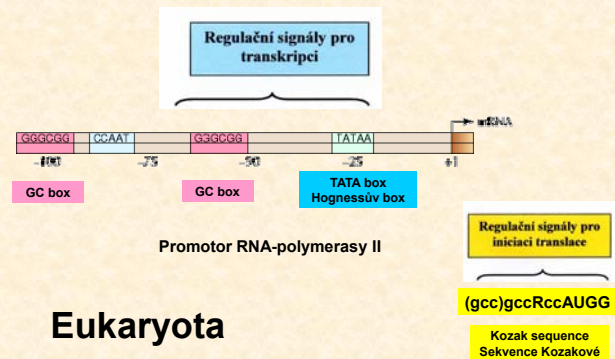 Regulační signály pro
transkripci
mRNA
GGGCGG CCAAT GGGCGG TATAA
-100 -75 -25 +1
GC box
GC box
TATA box
Hognessův box
Promotor RNA-polymerasy II
Regulační signály pro
iniciaci translace
(gcc)gccRccAUGG
Kozak sequence
Sekvence Kozakové
Eukaryota